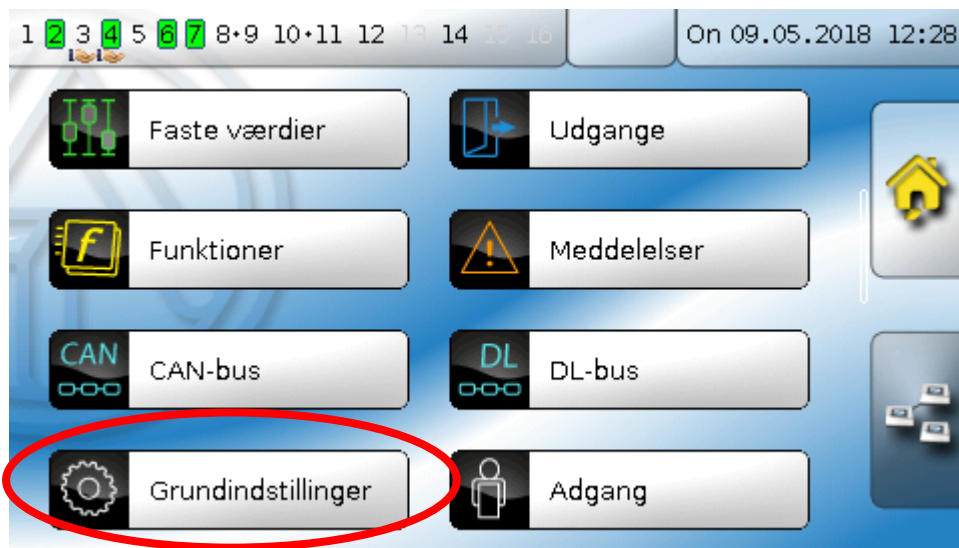 1 2 3 4 5 6 7 8•9 10•11 12 13 14 15 16 On 09.05.2018 12:28
Faste værdier Udgange
Funktioner Meddelelser
CAN CAN-bus DL DL-bus
Grundindstillinger Adgang